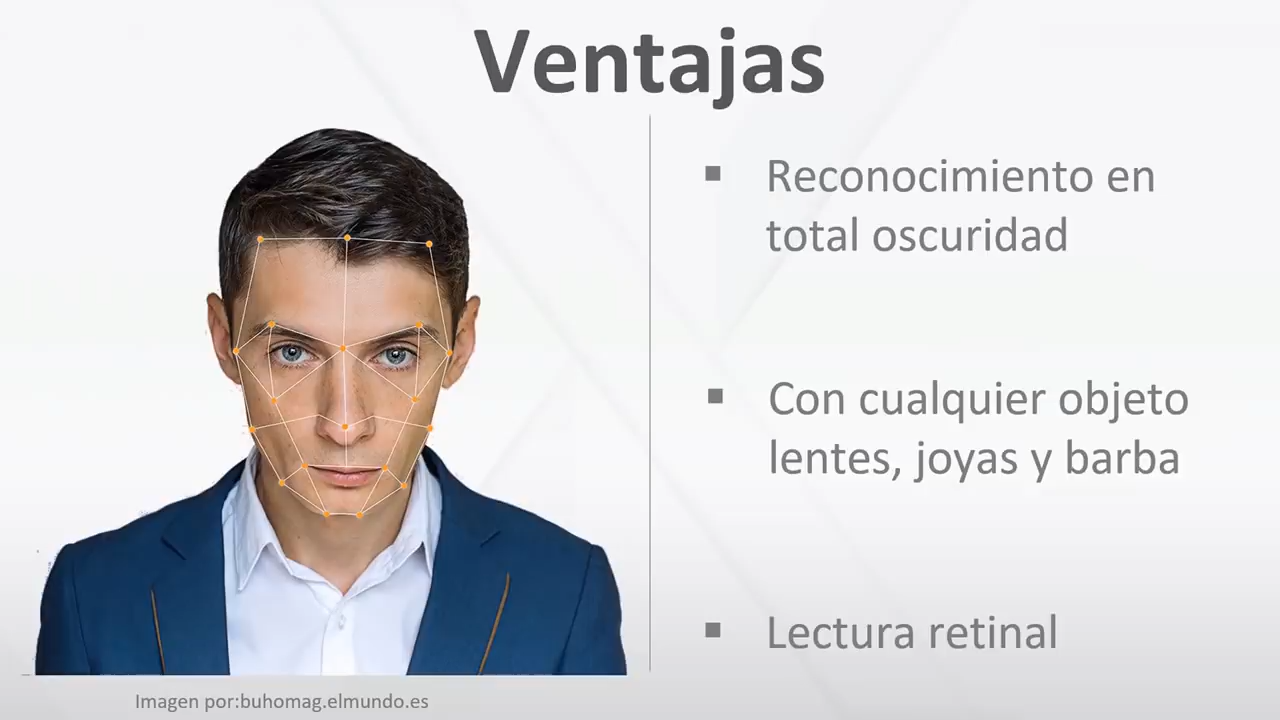 Ventajas
▪ Reconocimiento en
total oscuridad
▪ Con cualquier objeto
lentes, joyas y barba
▪ Lectura retinal
Imagen por:buhomag.elmundo.es